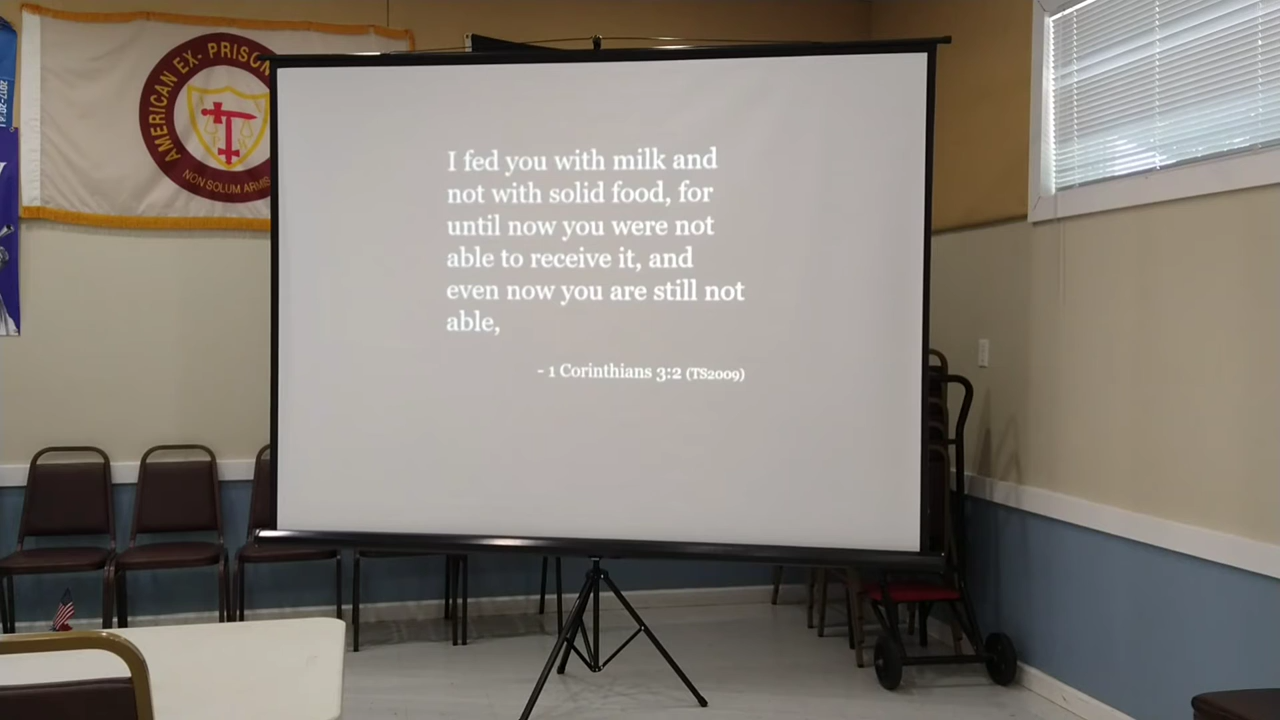 AMERICAN EX-PRISON
NON SOLUM ARMIS
I fed you with milk and
not with solid food, for
until now you were not
able to receive it, and
even now you are still not
able,
- 1 Corinthians 3:2 (TS2009)